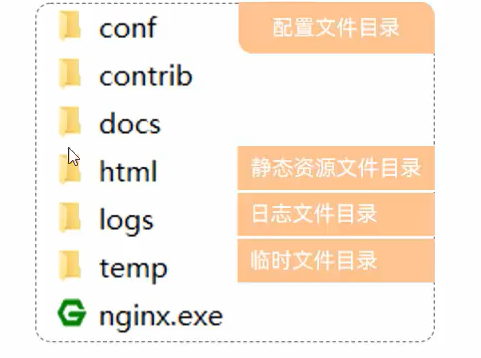 conf 配置文件目录
contrib
docs
html 静态资源文件目录
logs 日志文件目录
temp 临时文件目录
nginx.exe